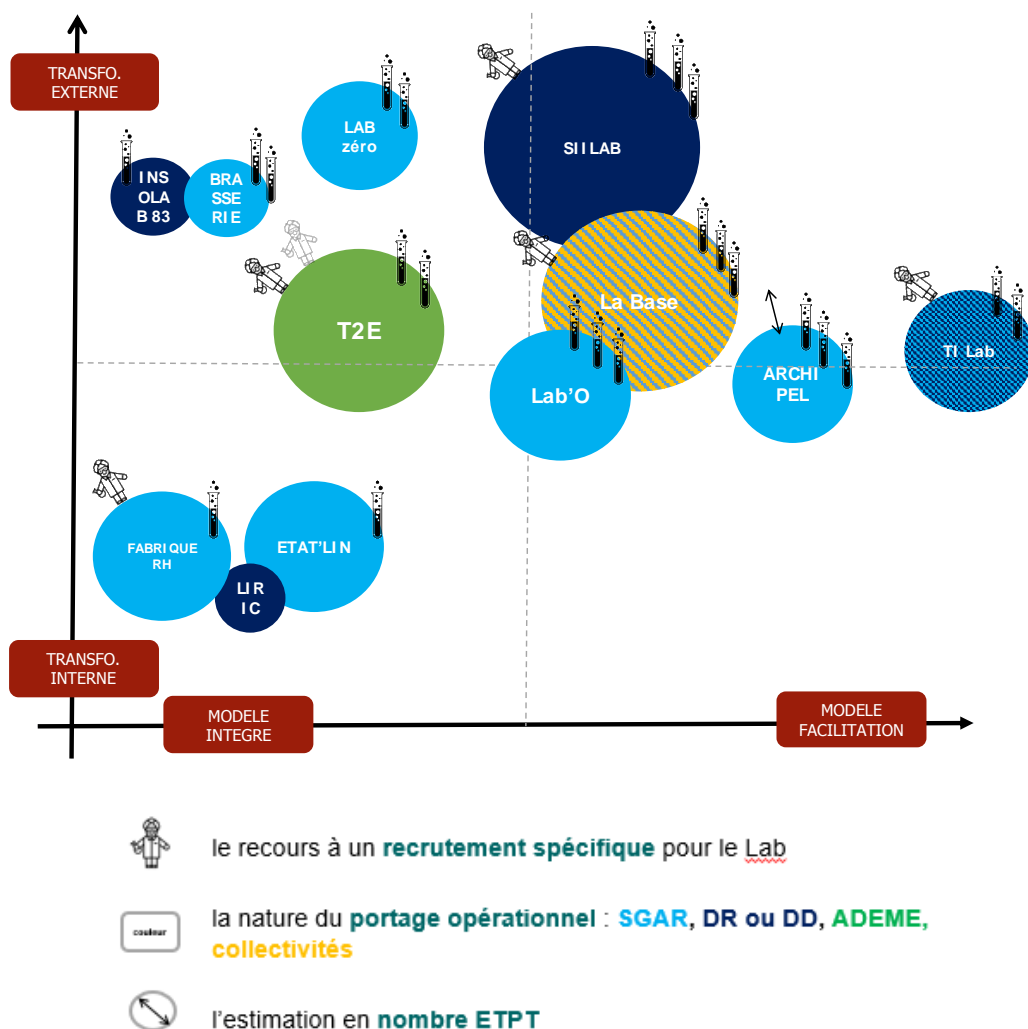 TRANSFO.
EXTERNE
LAB
zéro
SIILAB
INS
OLA
B 83
BRA
SSE
RIE
La Base
T2E
TI Lab
ARCHI
PEL
Lab’O
FABRIQUE
RH
ETAT’LIN
LIR
IC
TRANSFO.
INTERNE
MODELE
INTEGRE
MODELE
FACILITATION
le recours à un recrutement spécifique pour le Lab
couleur
la nature du portage opérationnel : SGAR, DR ou DD, ADEME,
collectivités
l’estimation en nombre ETPT